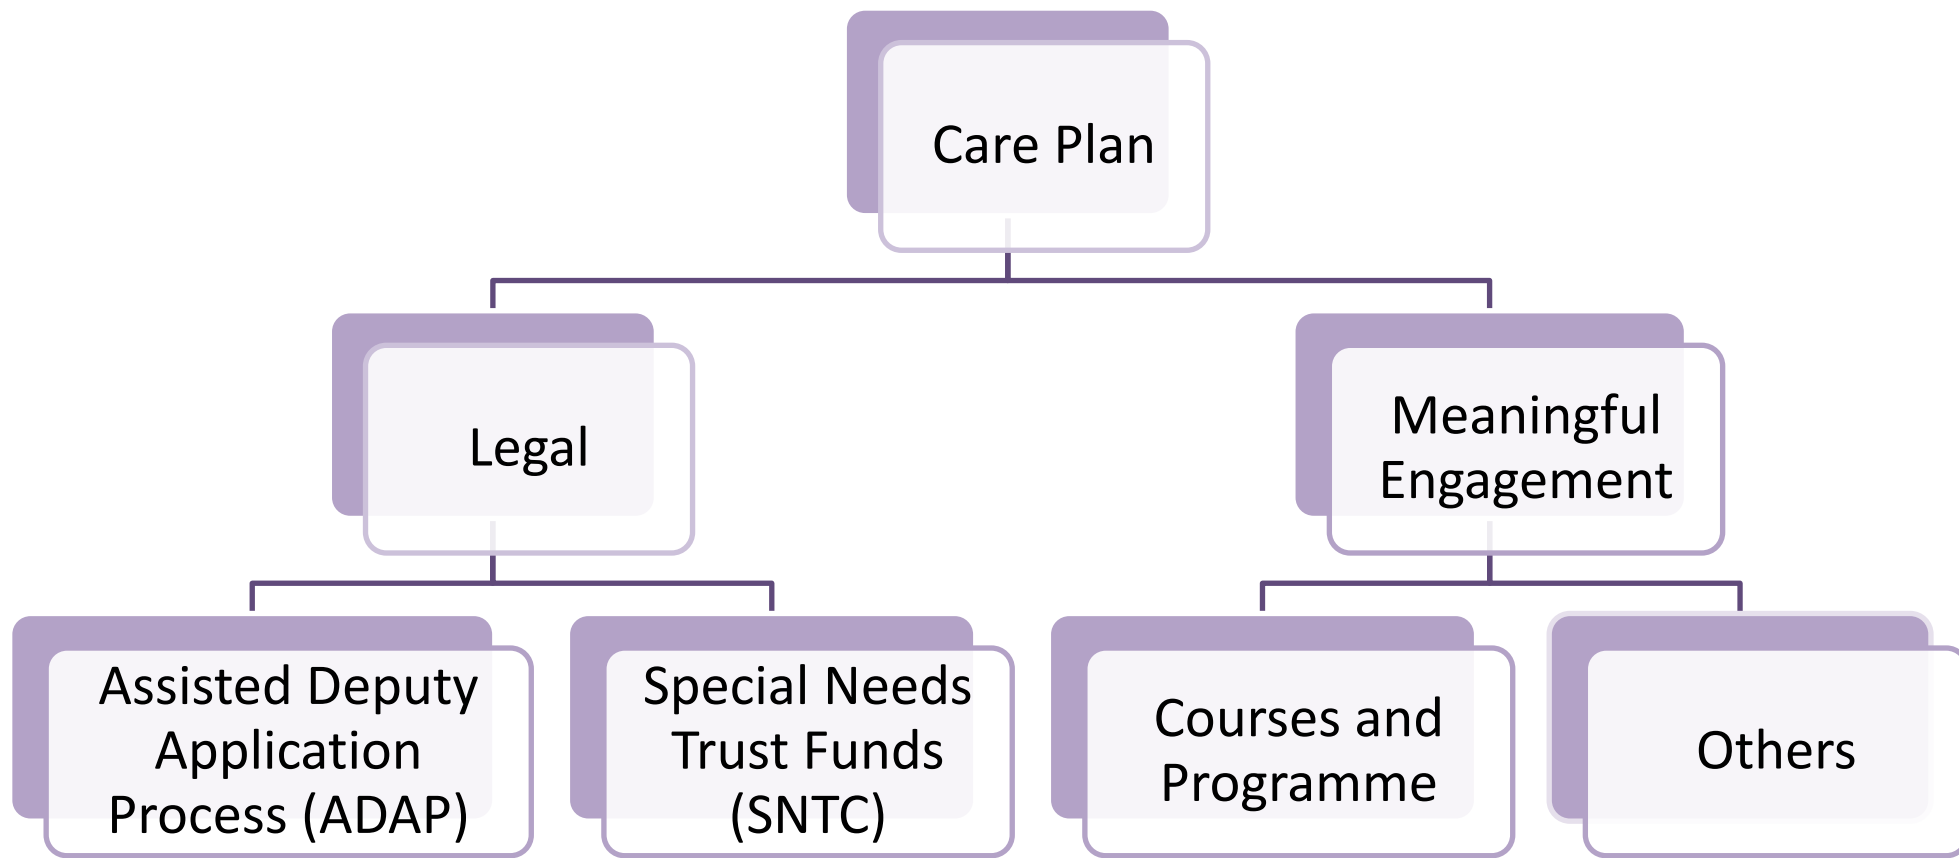 Care Plan
Legal
Meaningful
Engagement
Assisted Deputy
Application
Process (ADAP)
Special Needs
Trust Funds
(SNTC)
Courses and
Programme
Others